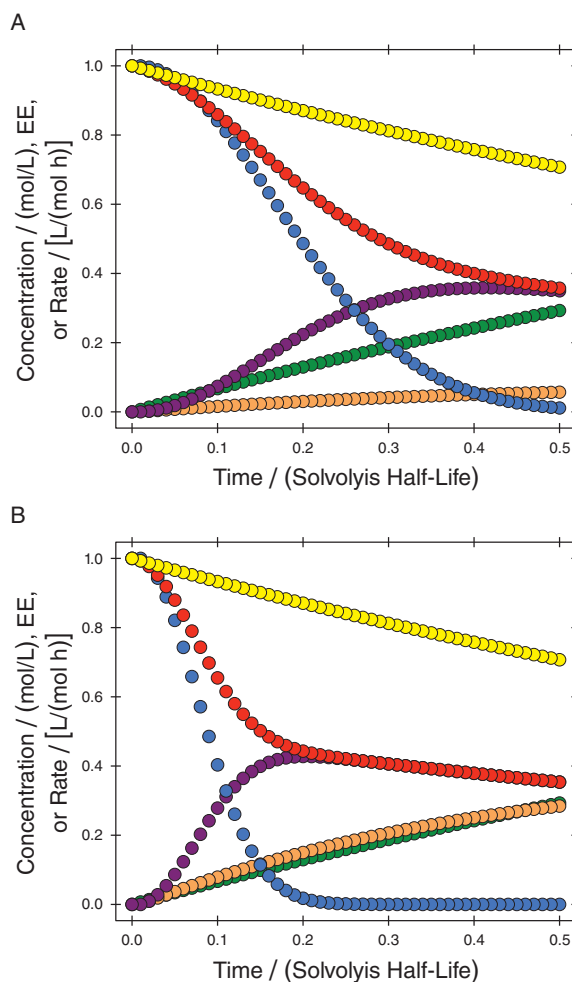 A
Concentration / (mol/L), EE,
or Rate / [L/(mol h)]
1.0
0.8
0.6
0.4
0.2
0.0
0.0 0.1 0.2 0.3 0.4 0.5
Time / (Solvolyis Half-Life)
B
Concentration / (mol/L), EE,
or Rate / [L/(mol h)]
1.0
0.8
0.6
0.4
0.2
0.0
0.0 0.1 0.2 0.3 0.4 0.5
Time / (Solvolyis Half-Life)